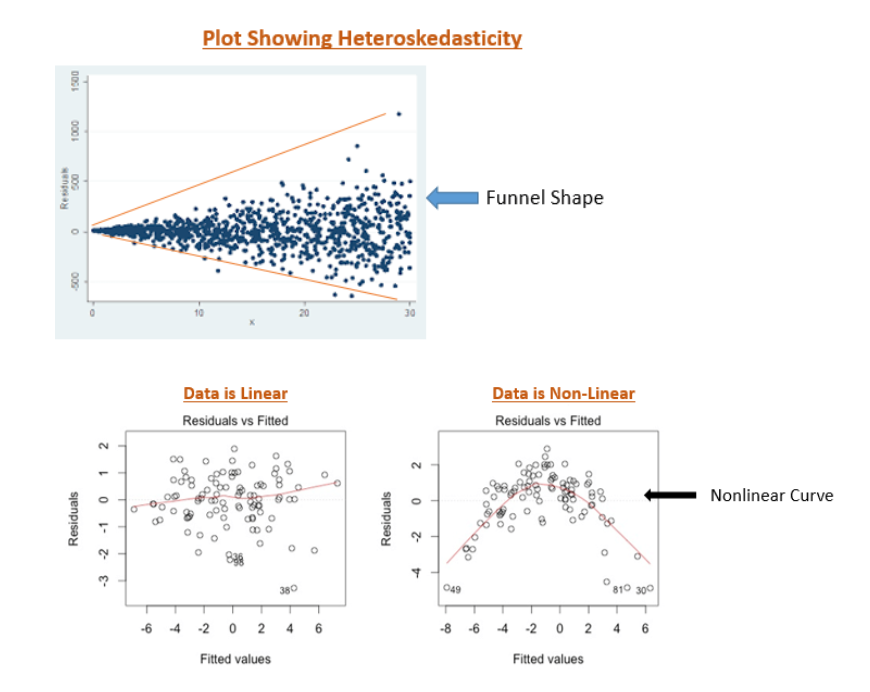 Plot Showing Heteroskedasticity
1500
1000
500
0
-500
Residuals
Funnel Shape
0 10 20 30
x
Data is Linear
Data is Non-Linear
Residuals vs Fitted
Residuals vs Fitted
2
1
0
-1
-2
-3
Residuals
36
98
38
-6 -4 -2 0 2 4 6
Fitted values
2
0
-2
-4
Residuals
Nonlinear Curve
49
81
30
-8 -6 -4 -2 0 2 4 6
Fitted values